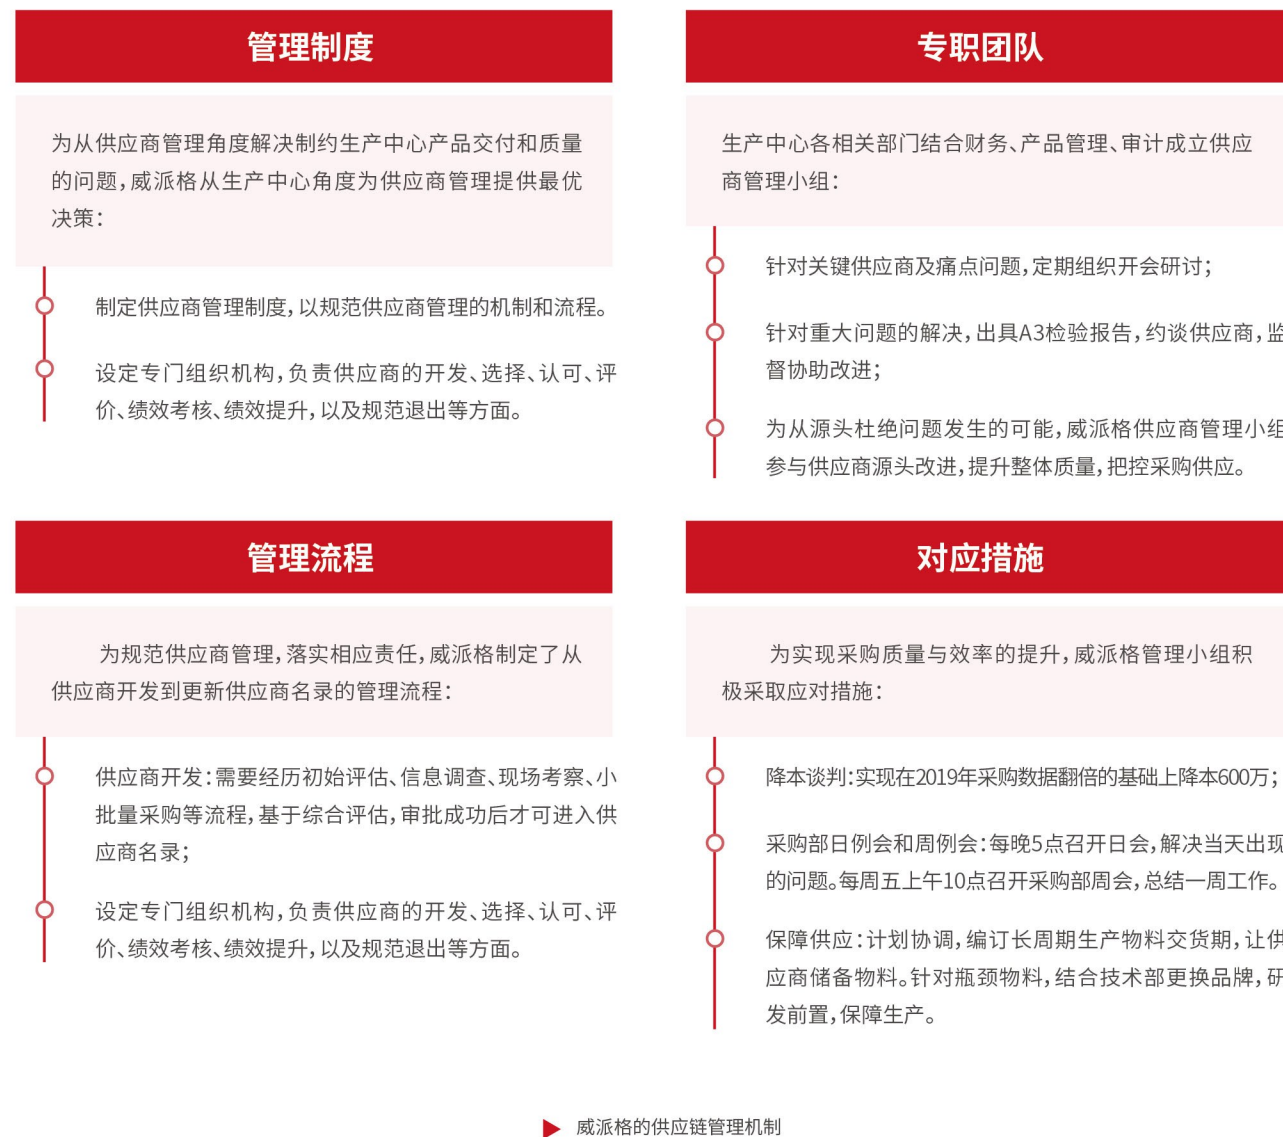 管理制度
为从供应商管理角度解决制约生产中心产品交付和质量
的问题，威派格从生产中心角度为供应商管理提供最优
决策：
制定供应商管理制度，以规范供应商管理的机制和流程。
设定专门组织机构，负责供应商的开发、选择、认可、评
价、绩效考核、绩效提升，以及规范退出等方面。
专职团队
生产中心各相关部门结合财务、产品管理、审计成立供应
商管理小组：
针对关键供应商及痛点问题，定期组织开会研讨；
针对重大问题的解决，出具A3检验报告，约谈供应商，监
督协助改进；
为从源头杜绝问题发生的可能，威派格供应商管理小组
参与供应商源头改进，提升整体质量，把控采购供应。
管理流程
为规范供应商管理，落实相应责任，威派格制定了从
供应商开发到更新供应商名录的管理流程：
供应商开发：需要经历初始评估、信息调查、现场考察、小
批量采购等流程，基于综合评估，审批成功后才可进入供
应商名录；
设定专门组织机构，负责供应商的开发、选择、认可、评
价、绩效考核、绩效提升，以及规范退出等方面。
对应措施
为实现采购质量与效率的提升，威派格管理小组积
极采取应对措施：
降本谈判：实现在2019年采购数据翻倍的基础上降本600万；
采购部日例会和周例会：每晚5点召开日会，解决当天出现
的问题。每周五上午10点召开采购部周会，总结一周工作。
保障供应：计划协调，编订长周期生产物料交货期，让供
应商储备物料。针对瓶颈物料，结合技术部更换品牌，研
发前置，保障生产。
威派格的供应链管理机制